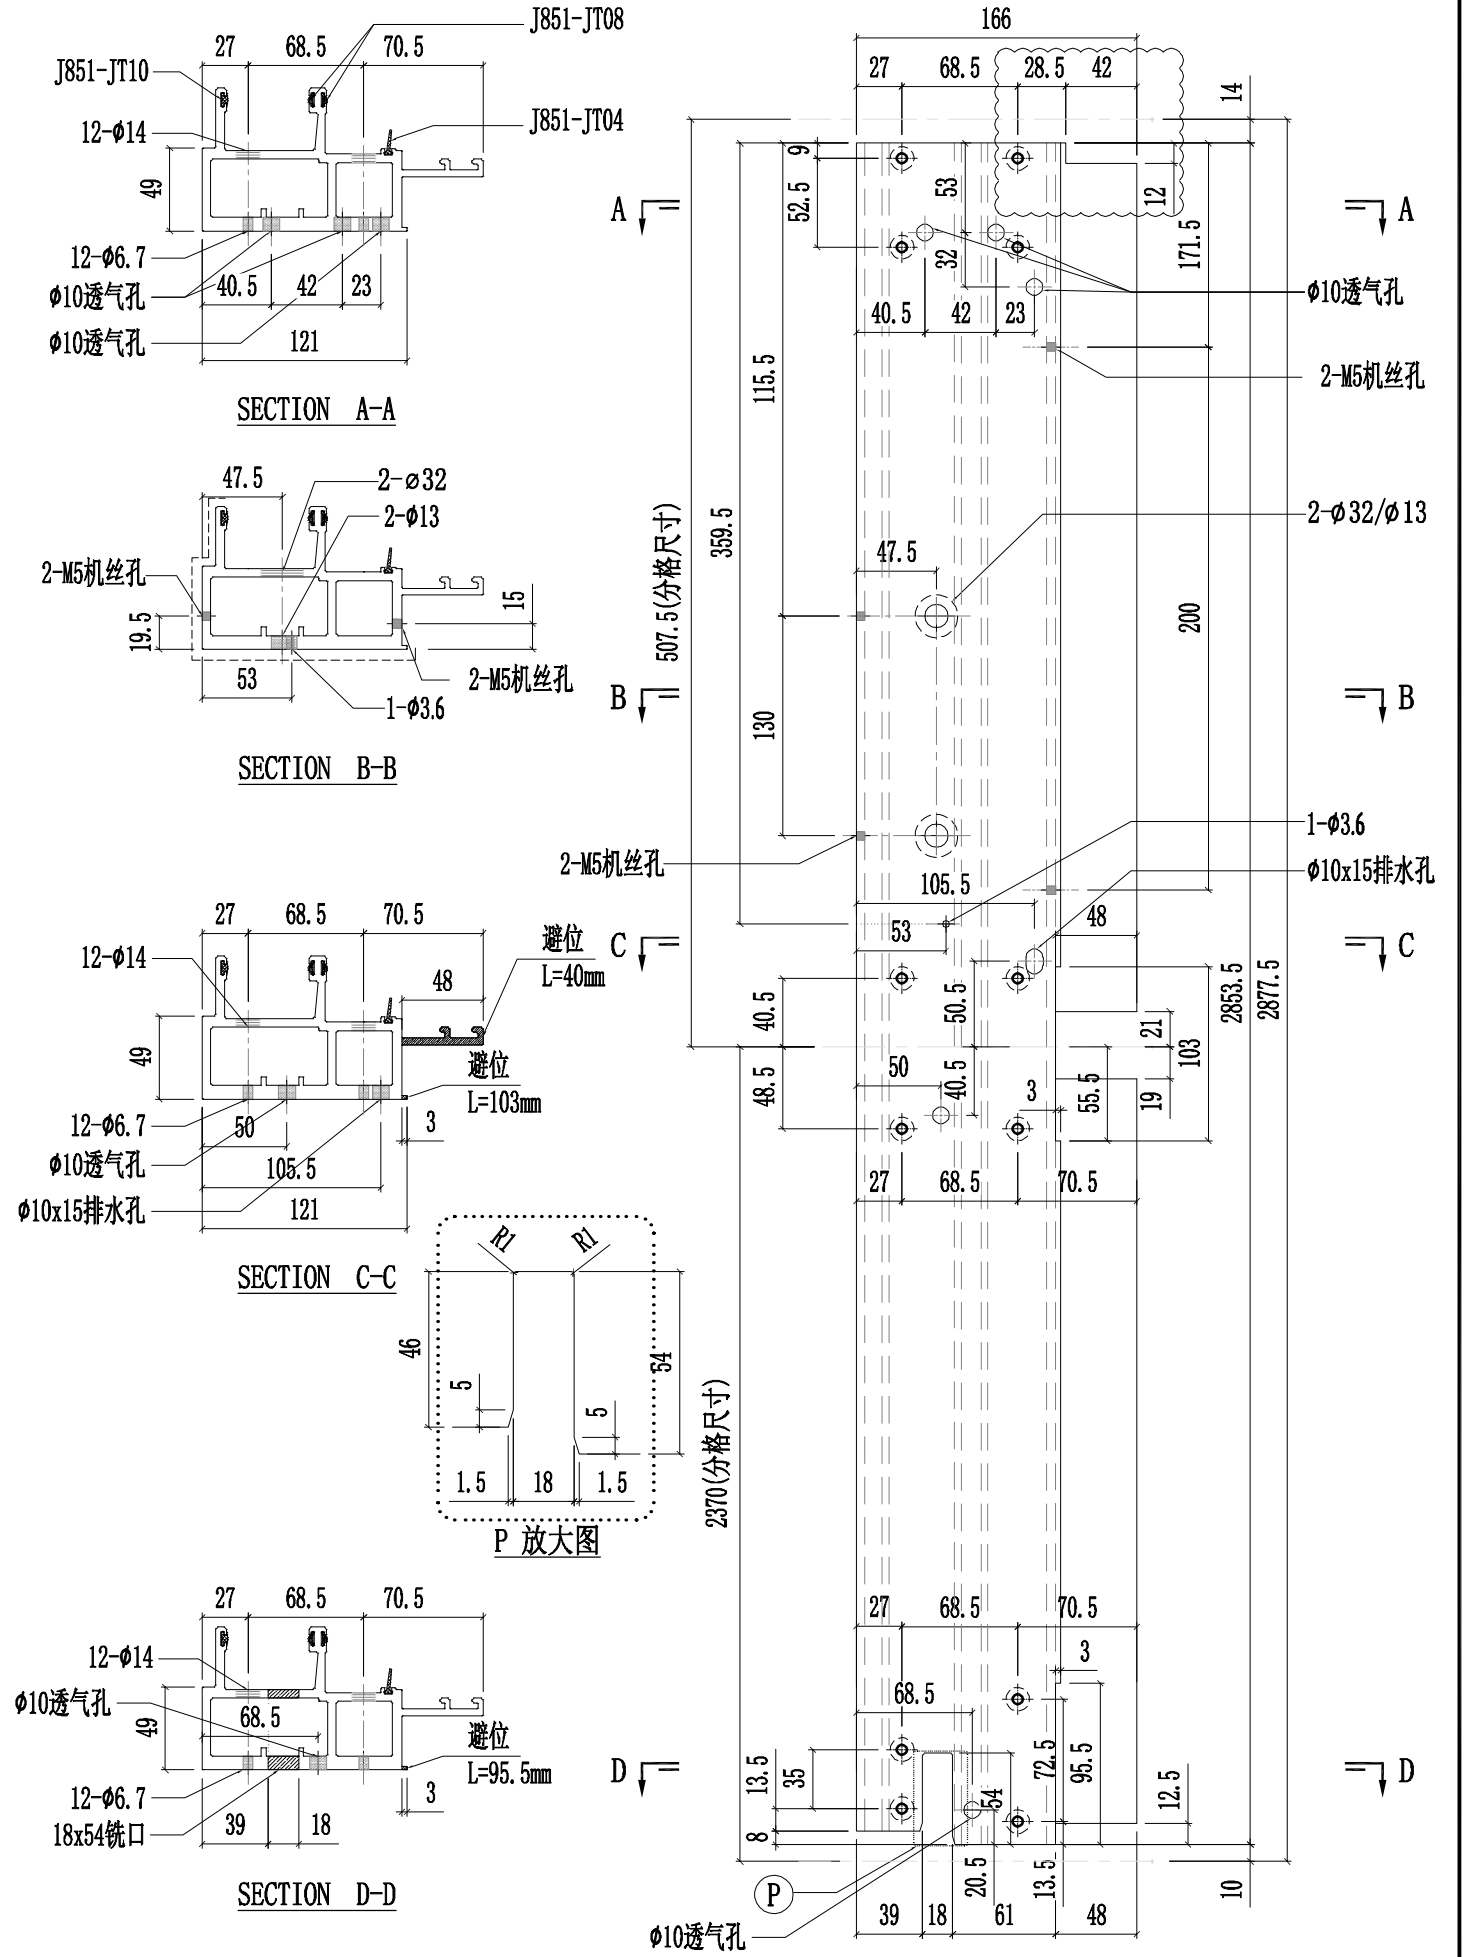 J851-JT08
27
68.5
70.5
J851-JT10
12-ϕ14
J851-JT04
49
12-ϕ6.7
ϕ10透气孔
40.5
42
23
ϕ10透气孔
121
SECTION A-A
47.5
2-⌀32
2-ϕ13
2-M5机丝孔
19.5
15
53
2-M5机丝孔
1-ϕ3.6
SECTION B-B
27
68.5
70.5
12-ϕ14
48
避位
L=40mm
49
避位
L=103mm
12-ϕ6.7
50
3
ϕ10透气孔
105.5
ϕ10x15排水孔
121
SECTION C-C
R1
R1
46
54
5
5
1.5
18
1.5
P 放大图
27
68.5
70.5
12-ϕ14
ϕ10透气孔
68.5
49
避位
L=95.5mm
12-ϕ6.7
3
18x54铣口
39
18
SECTION D-D
166
27
68.5
28.5
42
14
9
52.5
53
12
171.5
A
A
32
ϕ10透气孔
40.5
42
23
2-M5机丝孔
115.5
359.5
507.5(分格尺寸)
47.5
2-ϕ32/ϕ13
200
B
B
130
1-ϕ3.6
2-M5机丝孔
ϕ10x15排水孔
105.5
53
48
C
C
40.5
50.5
2853.5
2877.5
21
103
48.5
50
40.5
3
55.5
19
27
68.5
70.5
2370(分格尺寸)
27
68.5
70.5
3
68.5
D
D
13.5
35
54
72.5
95.5
12.5
8
P
20.5
13.5
10
39
18
61
48
ϕ10透气孔